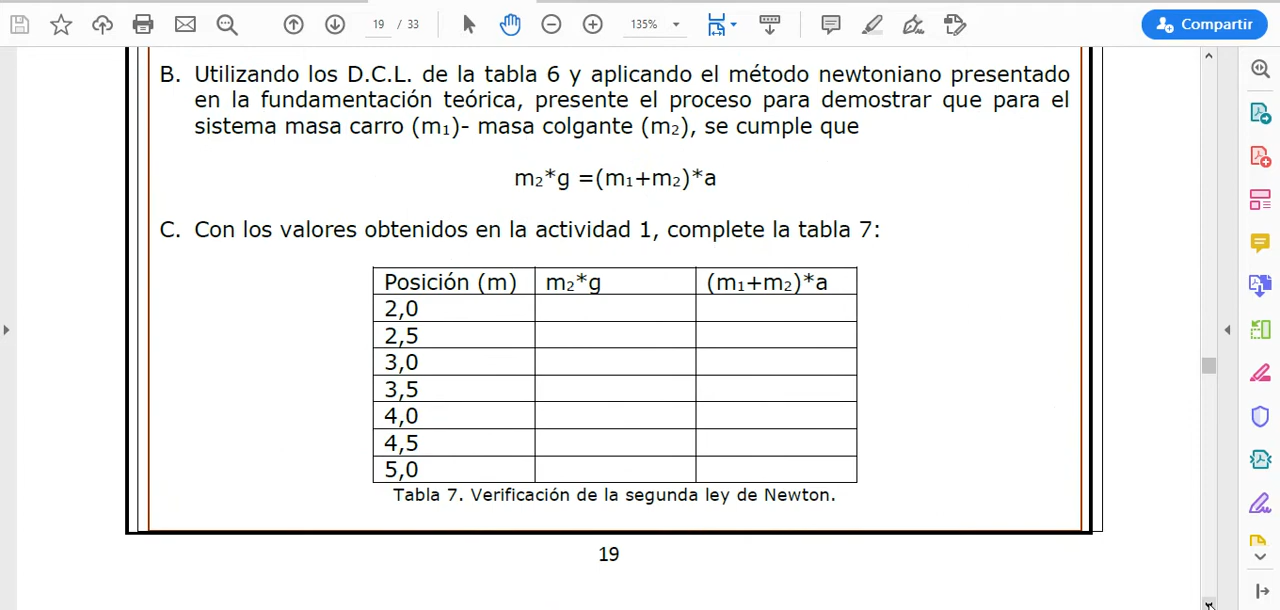 19 / 33
135%
Compartir
B. Utilizando los D.C.L. de la tabla 6 y aplicando el método newtoniano presentado
en la fundamentación teórica, presente el proceso para demostrar que para el
sistema masa carro (m₁)- masa colgante (m₂), se cumple que
m₂*g =(m₁+m₂)*a
C. Con los valores obtenidos en la actividad 1, complete la tabla 7:
Posición (m) m₂*g (m₁+m₂)*a
2,0
2,5
3,0
3,5
4,0
4,5
5,0
Tabla 7. Verificación de la segunda ley de Newton.
19